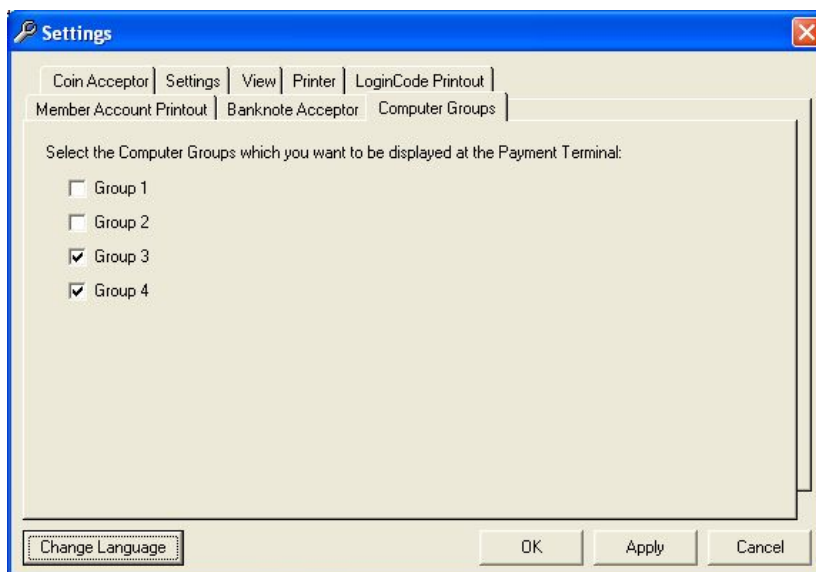 Settings
Coin Acceptor Settings View Printer LoginCode Printout
Member Account Printout Banknote Acceptor Computer Groups
Select the Computer Groups which you want to be displayed at the Payment Terminal:
Group 1
Group 2
Group 3
Group 4
Change Language OK Apply Cancel